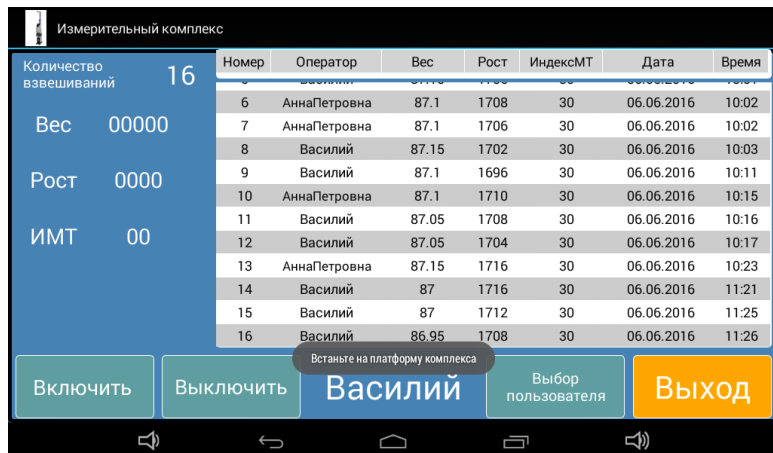 Измерительный комплекс
Количество
взвешиваний 16
Вес 00000
Рост 0000
ИМТ 00
Номер Оператор Вес Рост ИндексМТ Дата Время
6 АннаПетровна 87.1 1708 30 06.06.2016 10:02
7 АннаПетровна 87.1 1706 30 06.06.2016 10:02
8 Василий 87.15 1702 30 06.06.2016 10:03
9 Василий 87.1 1696 30 06.06.2016 10:11
10 АннаПетровна 87.1 1710 30 06.06.2016 10:15
11 Василий 87.05 1708 30 06.06.2016 10:16
12 Василий 87.05 1704 30 06.06.2016 10:17
13 АннаПетровна 87.15 1716 30 06.06.2016 10:23
14 Василий 87 1716 30 06.06.2016 11:21
15 Василий 87 1712 30 06.06.2016 11:25
16 Василий 86.95 1708 30 06.06.2016 11:26
Встаньте на платформу комплекса
Включить
Выключить
Василий
Выбор
пользователя
Выход